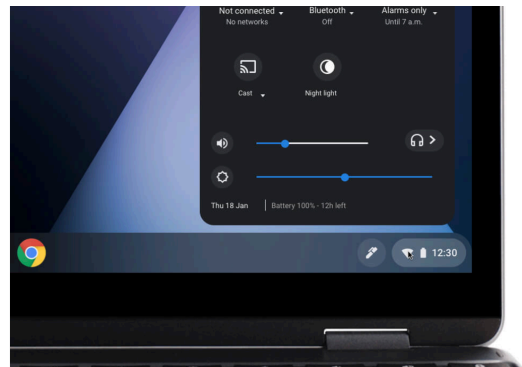 Not connected
Bluetooth
Alarms only
No networks
Off
Until 7 a.m.
Cast
Night light
Thu 18 Jan
Battery 100% - 12h left
12:30